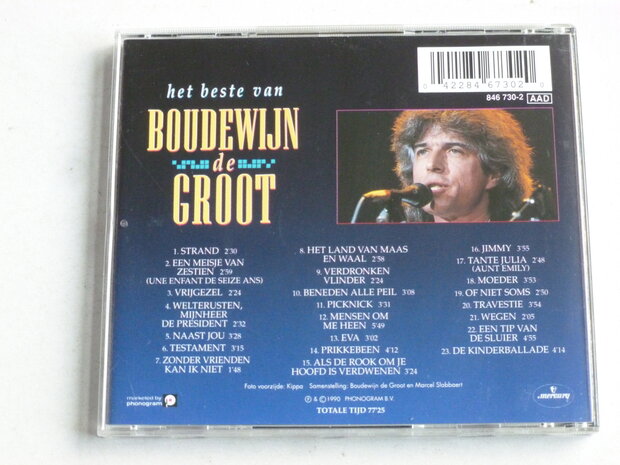 het beste van
BOUDEWIJN
de
GROOT
0 42284 67302 0
846 730-2 AAD
1. STRAND 2'30
2. EEN MEISJE VAN
ZESTIEN 2'59
(UNE ENFANT DE SEIZE ANS)
3. VRIJGEZEL 2'24
4. WELTERUSTEN,
MIJNHEER
DE PRESIDENT 2'32
5. NAAST JOU 3'28
6. TESTAMENT 3'15
7. ZONDER VRIENDEN
KAN IK NIET 1'48
8. HET LAND VAN MAAS
EN WAAL 2'58
9. VERDRONKEN
VLINDER 2'24
10. BENEDEN ALLE PEIL 3'08
11. PICKNICK 3'31
12. MENSEN OM
ME HEEN 5'49
13. EVA 3'02
14. PRIKKEBEEN 4'12
15. ALS DE ROOK OM JE
HOOFD IS VERDWENEN 3'24
16. JIMMY 3'55
17. TANTE JULIA 2'48
(AUNT EMILY)
18. MOEDER 3'53
19. OF NIET SOMS 2'50
20. TRAVESTIE 3'54
21. WEGEN 2'05
22. EEN TIP VAN
DE SLUIER 4'55
23. DE KINDERBALLADE 4'14
Foto voorzijde: Kippa Samenstelling: Boudewijn de Groot en Marcel Slabbaert
marketed by
phonogram
℗ & © 1990 PHONOGRAM B.V.
TOTALE TIJD 77'25
mercury